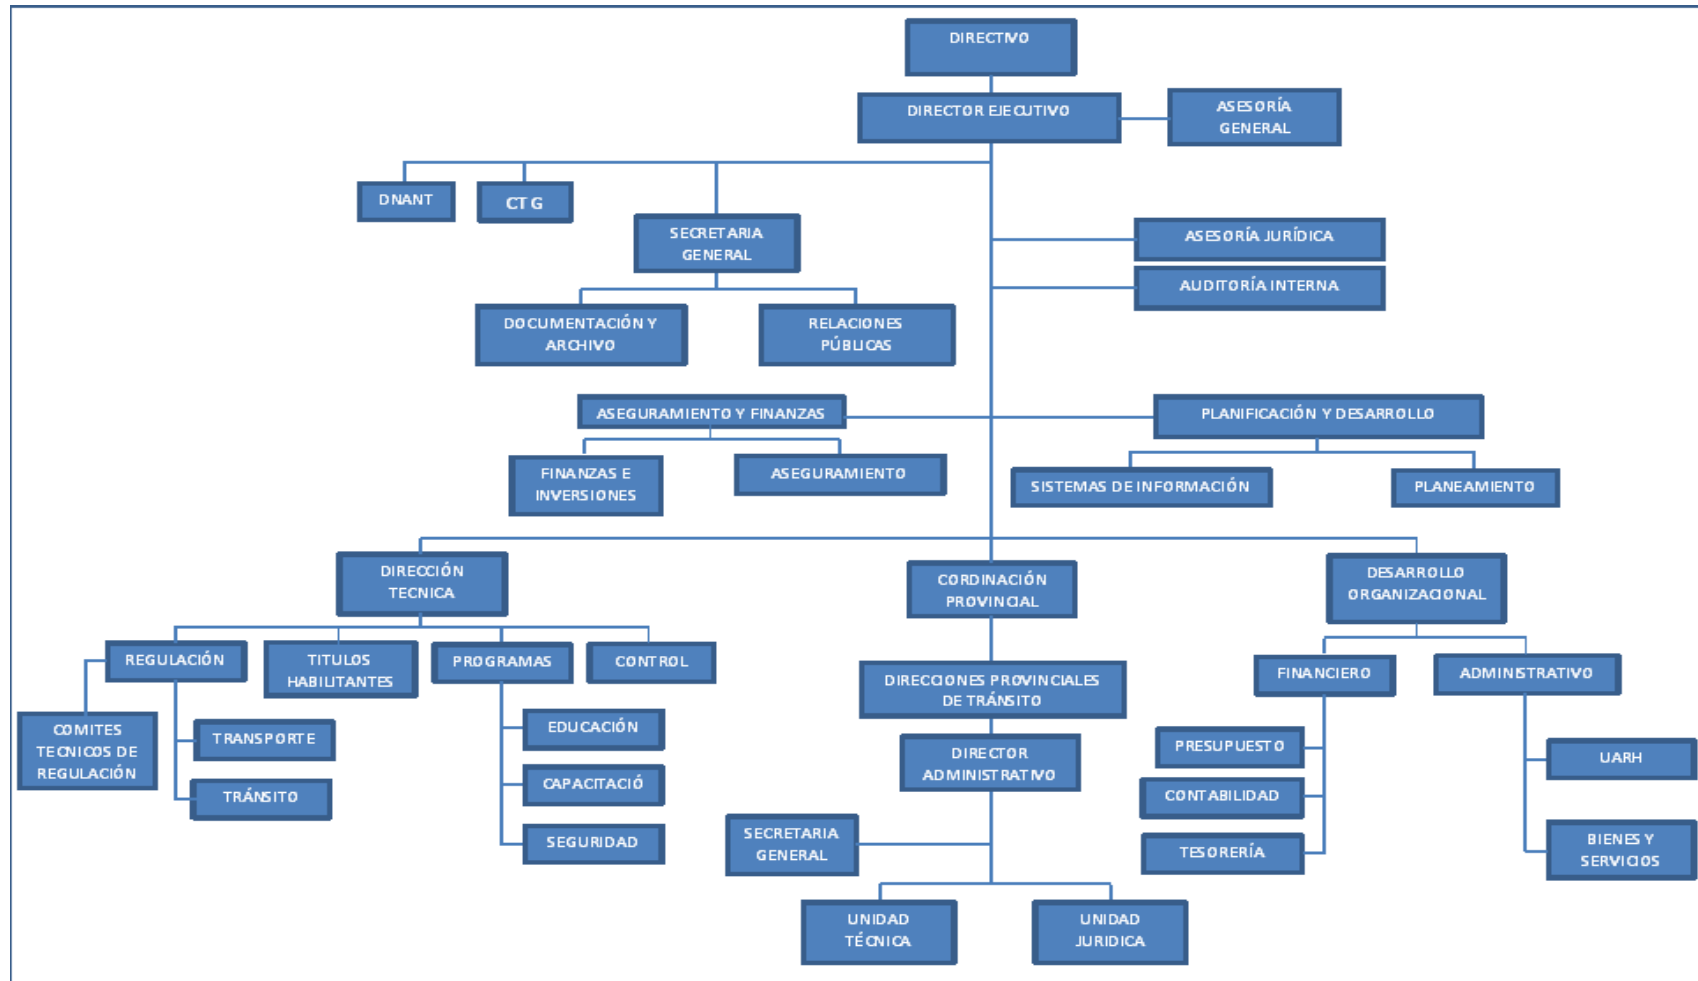 DIRECTIVO
DIRECTOR EJECUTIVO
ASESORÍA
GENERAL
DNANT
CTG
SECRETARIA
GENERAL
ASESORÍA JURÍDICA
AUDITORÍA INTERNA
DOCUMENTACIÓN Y
ARCHIVO
RELACIONES
PÚBLICAS
ASEGURAMIENTO Y FINANZAS
PLANIFICACIÓN Y DESARROLLO
FINANZAS E
INVERSIONES
ASEGURAMIENTO
SISTEMAS DE INFORMACIÓN
PLANEAMIENTO
DIRECCIÓN
TECNICA
CORDINACIÓN
PROVINCIAL
DESARROLLO
ORGANIZACIONAL
REGULACIÓN
TITULOS
HABILITANTES
PROGRAMAS
CONTROL
DIRECCIONES PROVINCIALES
DE TRÁNSITO
FINANCIERO
ADMINISTRATIVO
COMITES
TECNICOS DE
REGULACIÓN
TRANSPORTE
TRÁNSITO
EDUCACIÓN
CAPACITACIÓ
SEGURIDAD
DIRECTOR
ADMINISTRATIVO
SECRETARIA
GENERAL
UNIDAD
TÉCNICA
UNIDAD
JURIDICA
PRESUPUESTO
CONTABILIDAD
TESORERÍA
UARH
BIENES Y
SERVICIOS